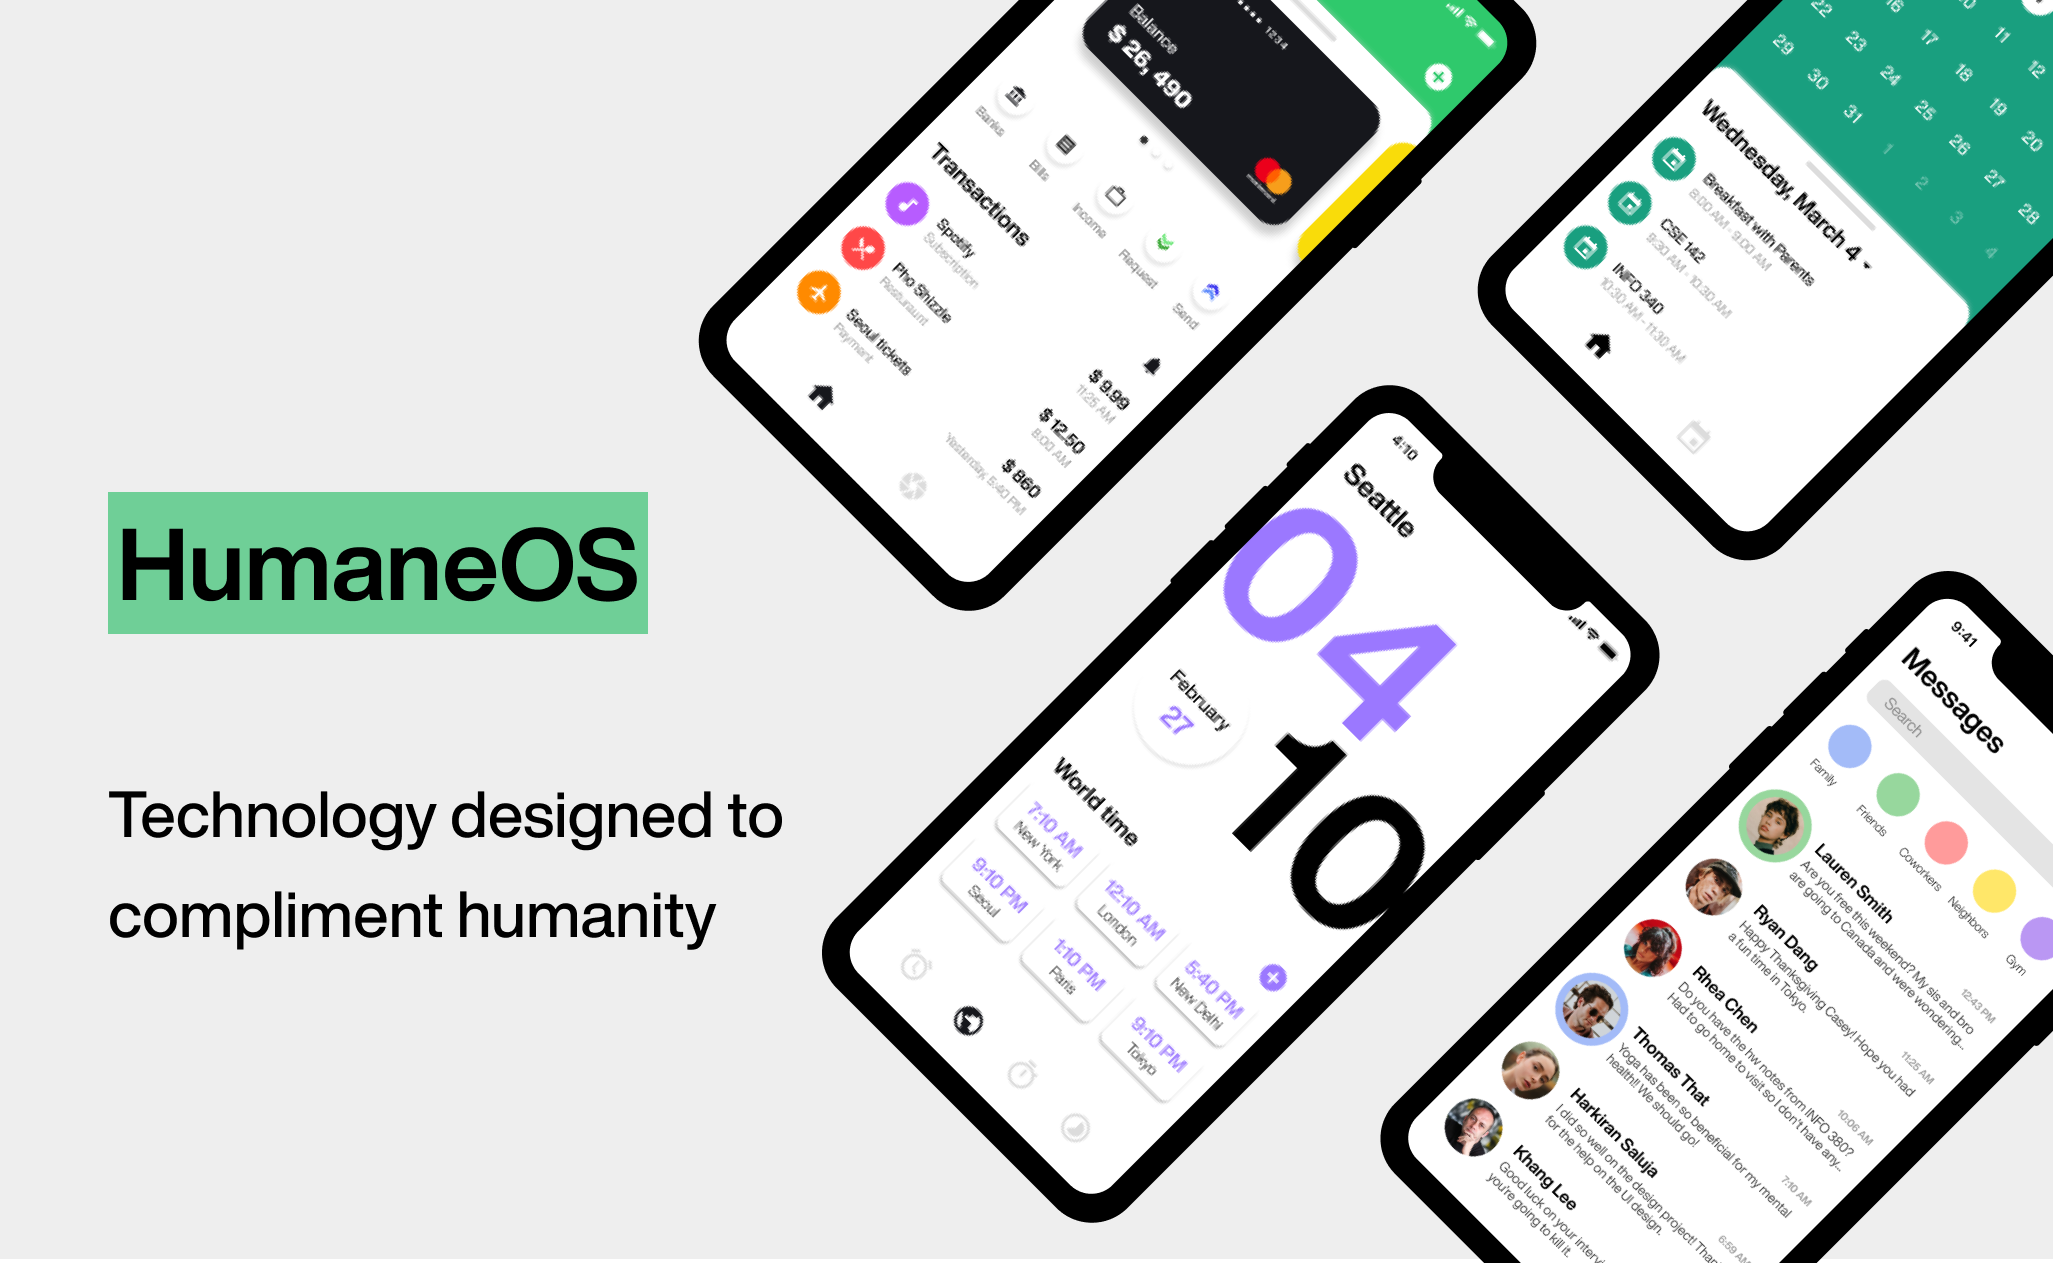 HumaneOS
Technology designed to
compliment humanity
1234
Balance
$ 26, 490
mastercard
Banks
Bills
Income
Request
Send
Transactions
Spotify
Subscription
$ 9.99
11:25 AM
Pho Shizzle
Resturaunt
$ 12.50
8:00 AM
Seoul tickets
Payment
$ 860
Yesterday, 5:40 PM
22 16 10
29 23 17 11
30 24 18 12
31 25 19
1 26 20
2 27
3 28
4
Wednesday, March 4
Breakfast with Parents
8:00 AM - 9:00 AM
CSE 142
9:30 AM - 10:30 AM
INFO 340
10:30 AM - 11:30 AM
4:10
Seattle
04
10
February
27
World time
7:10 AM
New York
12:10 AM
London
5:40 PM
New Delhi
9:10 PM
Seoul
1:10 PM
Paris
9:10 PM
Tokyo
9:41
Messages
Search
Family
Friends
Coworkers
Neighbors
Gym
Lauren Smith
12:43 PM
Are you free this weekend? My sis and bro
are going to Canada and were wondering...
Ryan Dang
11:25 AM
Happy Thanksgiving Casey! Hope you had
a fun time in Tokyo.
Rhea Chen
10:06 AM
Do you have the hw notes from INFO 380?
Had to go home to visit so I don't have any...
Thomas That
7:10 AM
Yoga has been so beneficial for my mental
health!! We should go!
Harkiran Saluja
6:59 AM
I did so well on the design project! Than
for the help on the UI design.
Khang Lee
Good luck on your interv
you're going to kill it.